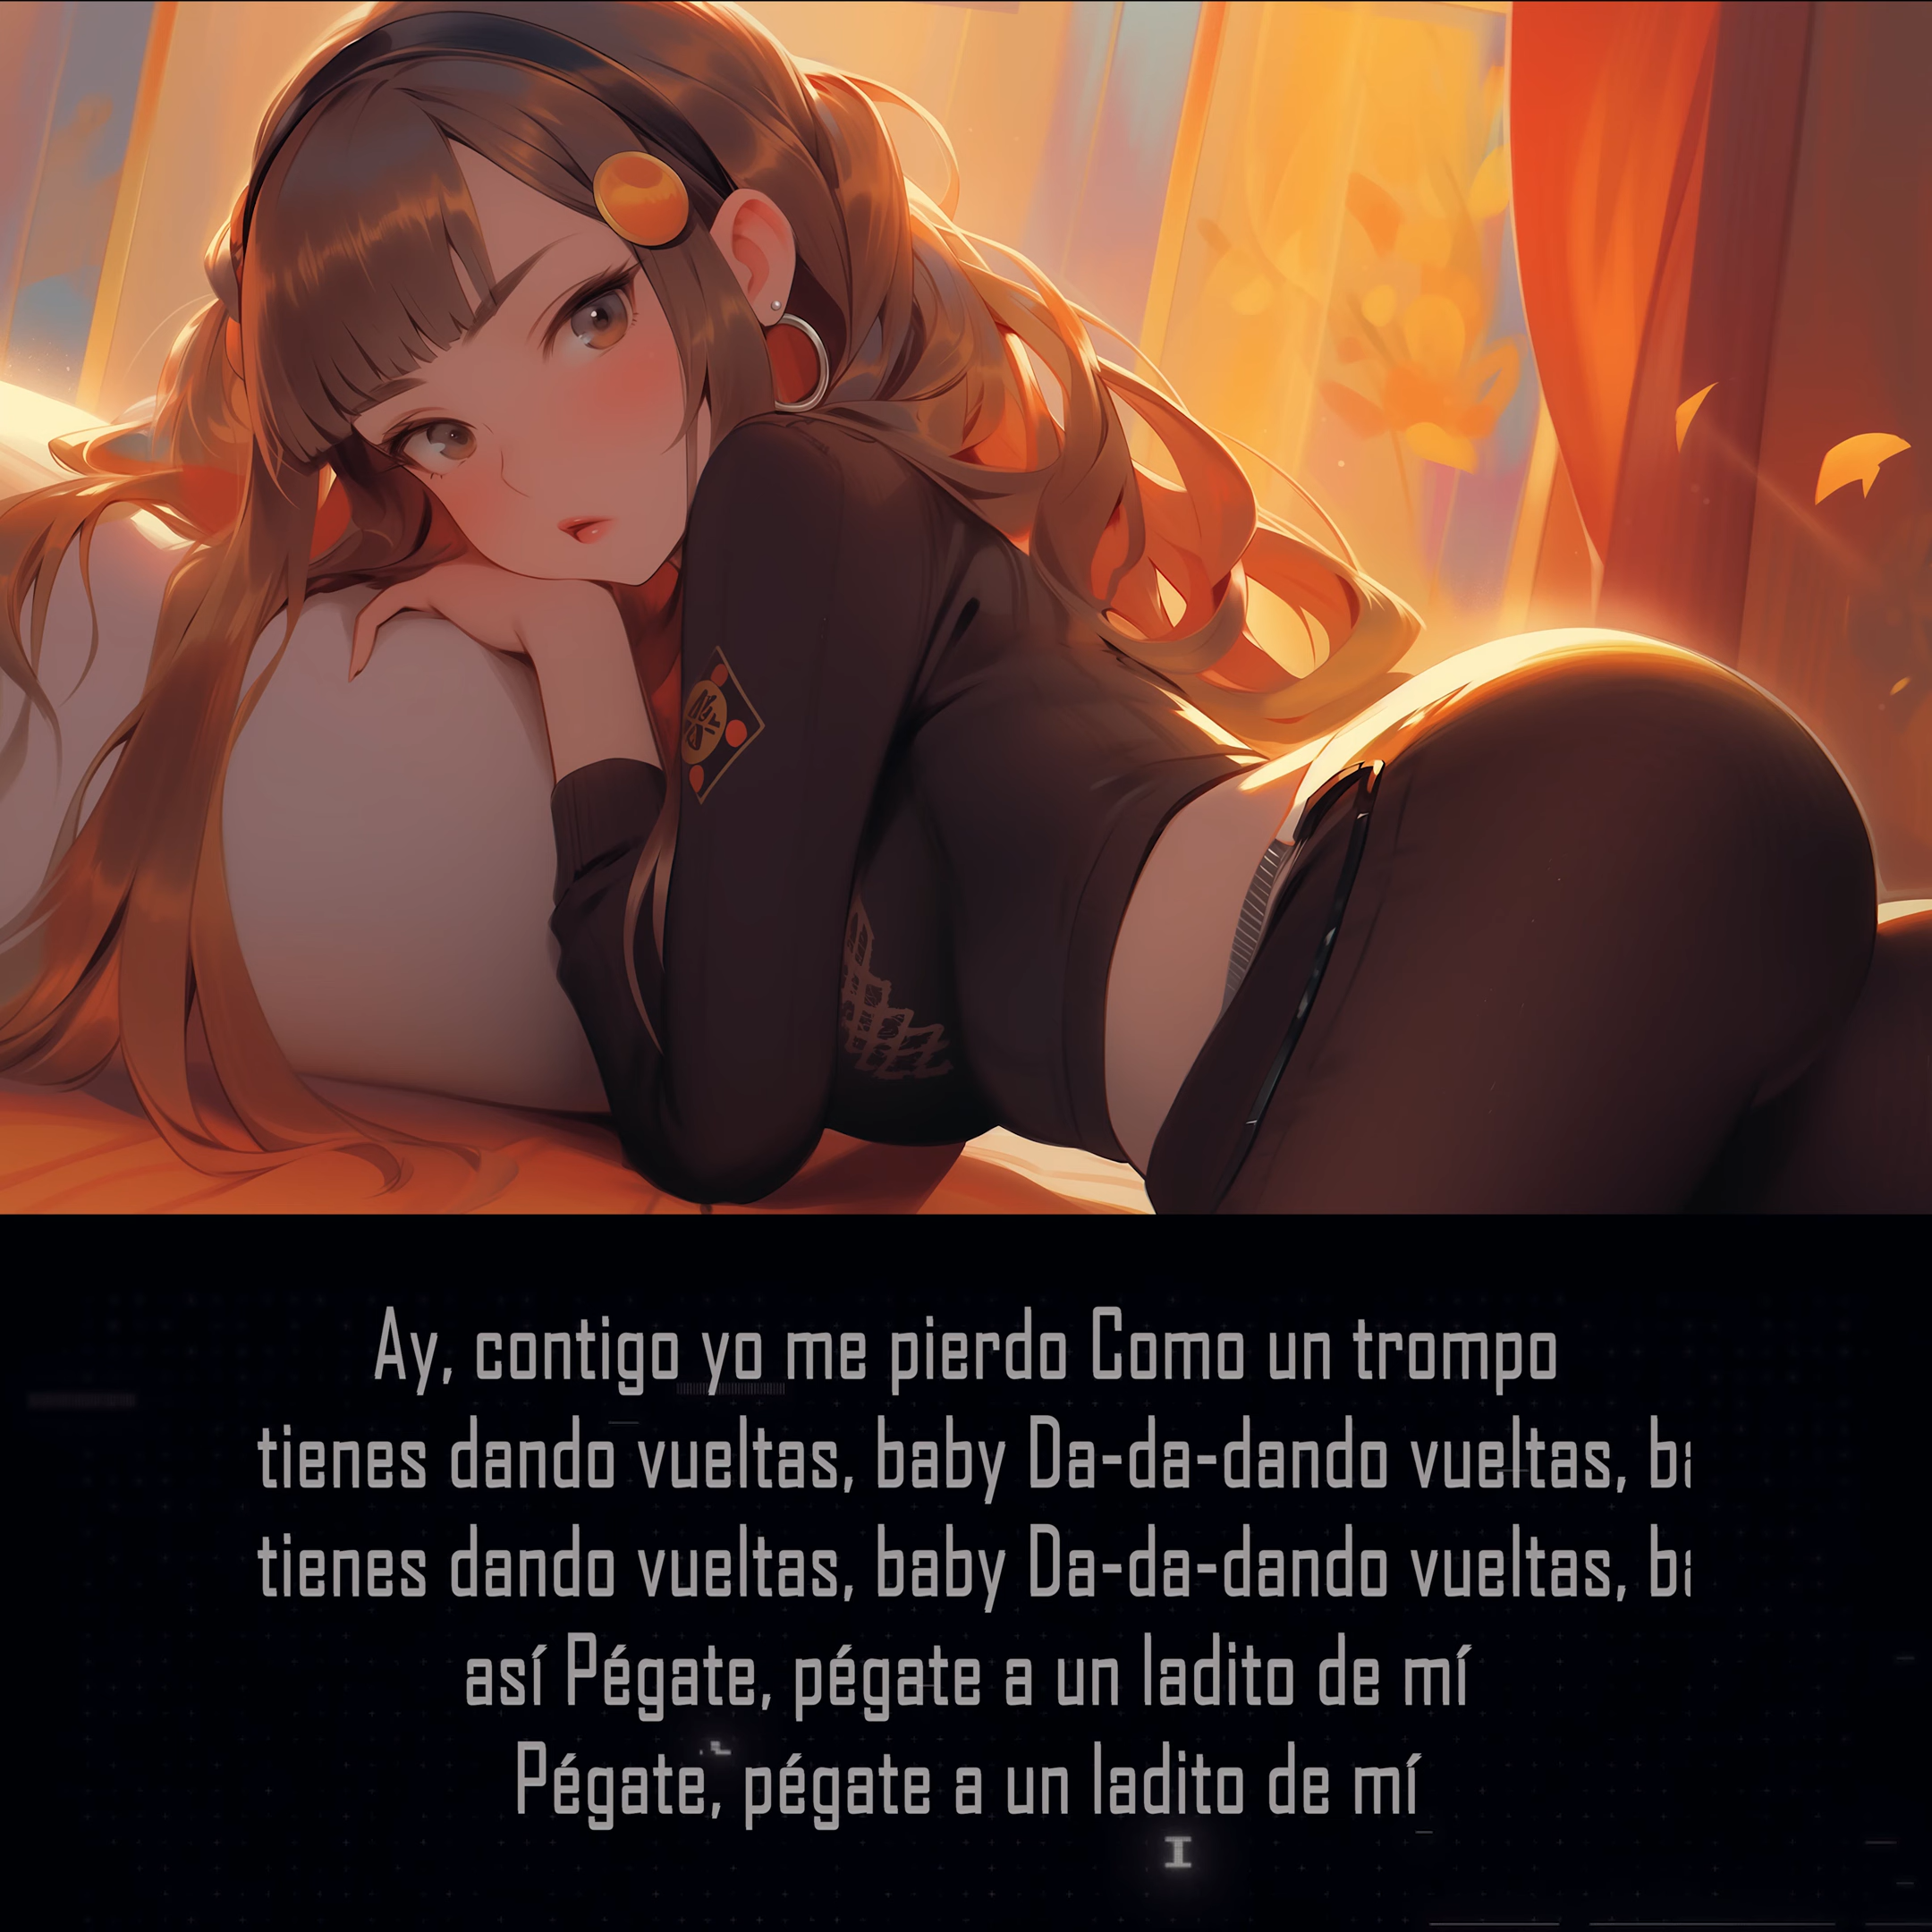 Ay, contigo yo me pierdo Como un trompo
tienes dando vueltas, baby Da-da-dando vueltas,
tienes dando vueltas, baby Da-da-dando vueltas,
así Pégate, pégate a un ladito de mí
Pégate, pégate a un ladito de mí